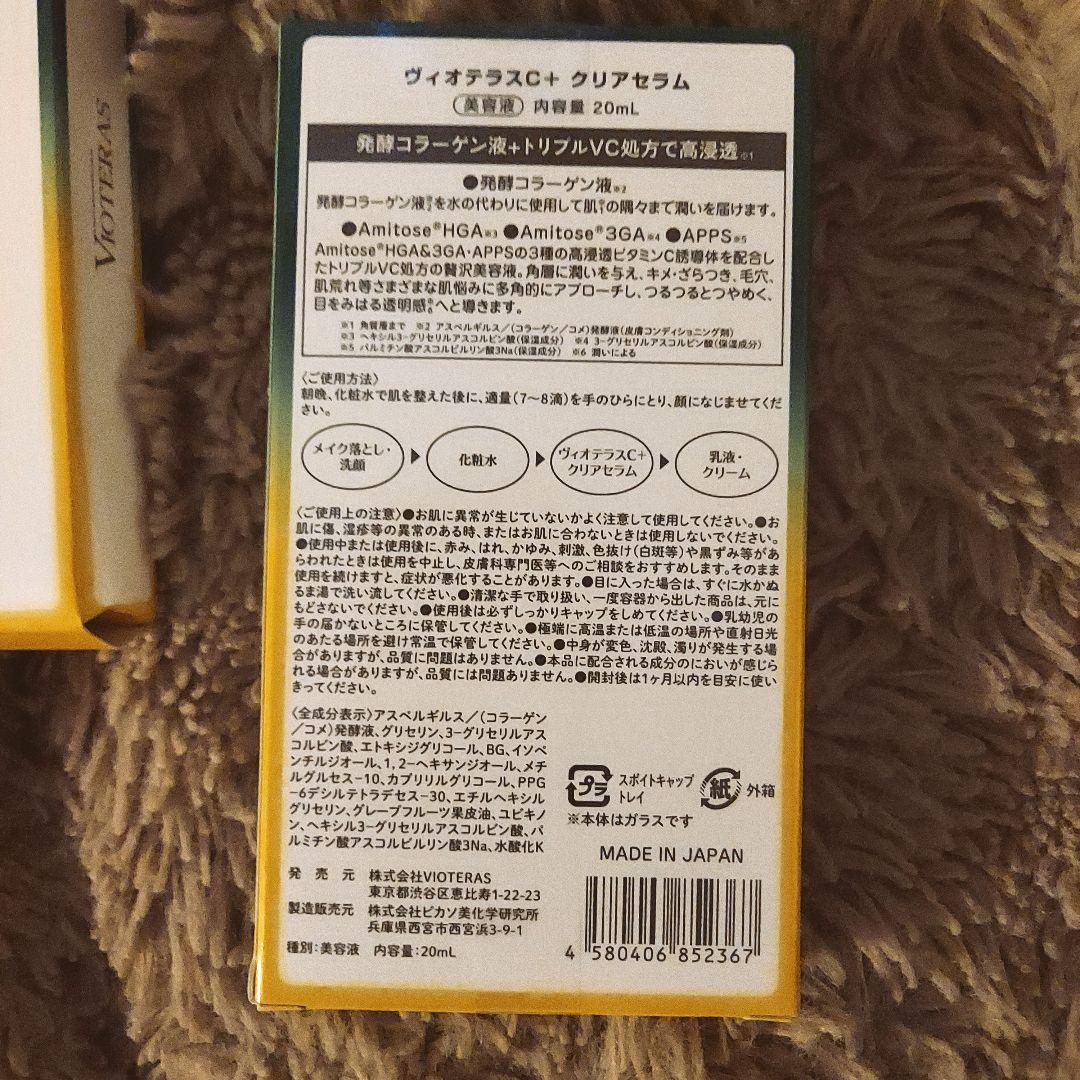 VIOTERAS
ヴィオテラスC+ クリアセラム
美容液 内容量 20mL
発酵コラーゲン液+トリプルVC処方で高浸透※1
●発酵コラーゲン液※2
発酵コラーゲン液※2を水の代わりに使用して肌※1の隅々まで潤いを届けます。
●Amitose®HGA※3 ●Amitose®3GA※4 ●APPS※5
Amitose®HGA&3GA・APPSの3種の高浸透ビタミンC誘導体を配合し
たトリプルVC処方の贅沢美容液。角層に潤いを与え、キメ・ざらつき、毛穴、
肌荒れ等さまざまな肌悩みに多角的にアプローチし、つるつるとつやめく、
目をみはる透明感※6へと導きます。
※1 角質層まで ※2 アスペルギルス/(コラーゲン/コメ)発酵液(皮膚コンディショニング剤)
※3 ヘキシル3-グリセリルアスコルビン酸(保湿成分) ※4 3-グリセリルアスコルビン酸(保湿成分)
※5 パルミチン酸アスコルビルリン酸3Na(保湿成分) ※6 潤いによる
〈ご使用方法〉
朝晩、化粧水で肌を整えた後に、適量(7〜8滴)を手のひらにとり、顔になじませてくだ
さい。
メイク落とし・
洗顔
化粧水
ヴィオテラスC+
クリアセラム
乳液・
クリーム
〈ご使用上の注意〉●お肌に異常が生じていないかよく注意して使用してください。●お
肌に傷、湿疹等の異常のある時、またはお肌に合わないときは使用しないでください。
●使用中または使用後に、赤み、はれ、かゆみ、刺激、色抜け(白斑等)や黒ずみ等があ
らわれたときは使用を中止し、皮膚科専門医等へのご相談をおすすめします。そのまま
使用を続けますと、症状が悪化することがあります。●目に入った場合は、すぐに水かぬ
るま湯で洗い流してください。●清潔な手で取り扱い、一度容器から出した商品は、元に
もどさないでください。●使用後は必ずしっかりキャップをしめてください。●乳幼児の
手の届かないところに保管してください。●極端に高温または低温の場所や直射日光
のあたる場所を避け常温で保管してください。●中身が変色、沈殿、濁りが発生する場
合がありますが、品質に問題はありません。●本品に配合される成分のにおいが感じら
れる場合がありますが、品質には問題ありません。●開封後は1ヶ月以内を目安に使い
きってください。
〈全成分表示〉アスペルギルス/(コラーゲン
/コメ)発酵液、グリセリン、3-グリセリルアス
コルビン酸、エトキシジグリコール、BG、イソペ
ンチルジオール、1,2-ヘキサンジオール、メチ
ルグルセス-10、カプリリルグリコール、PPG
-6デシルテトラデセス-30、エチルヘキシル
グリセリン、グレープフルーツ果皮油、ユビキノ
ン、ヘキシル3-グリセリルアスコルビン酸、パ
ルミチン酸アスコルビルリン酸3Na、水酸化K
プラ
スポイトキャップ
トレイ
紙
外箱
※本体はガラスです
MADE IN JAPAN
発 売 元 株式会社VIOTERAS
東京都渋谷区恵比寿1-22-23
製造販売元 株式会社ピカソ美化学研究所
兵庫県西宮市西宮浜3-9-1
種別:美容液 内容量:20mL
4 580406 852367